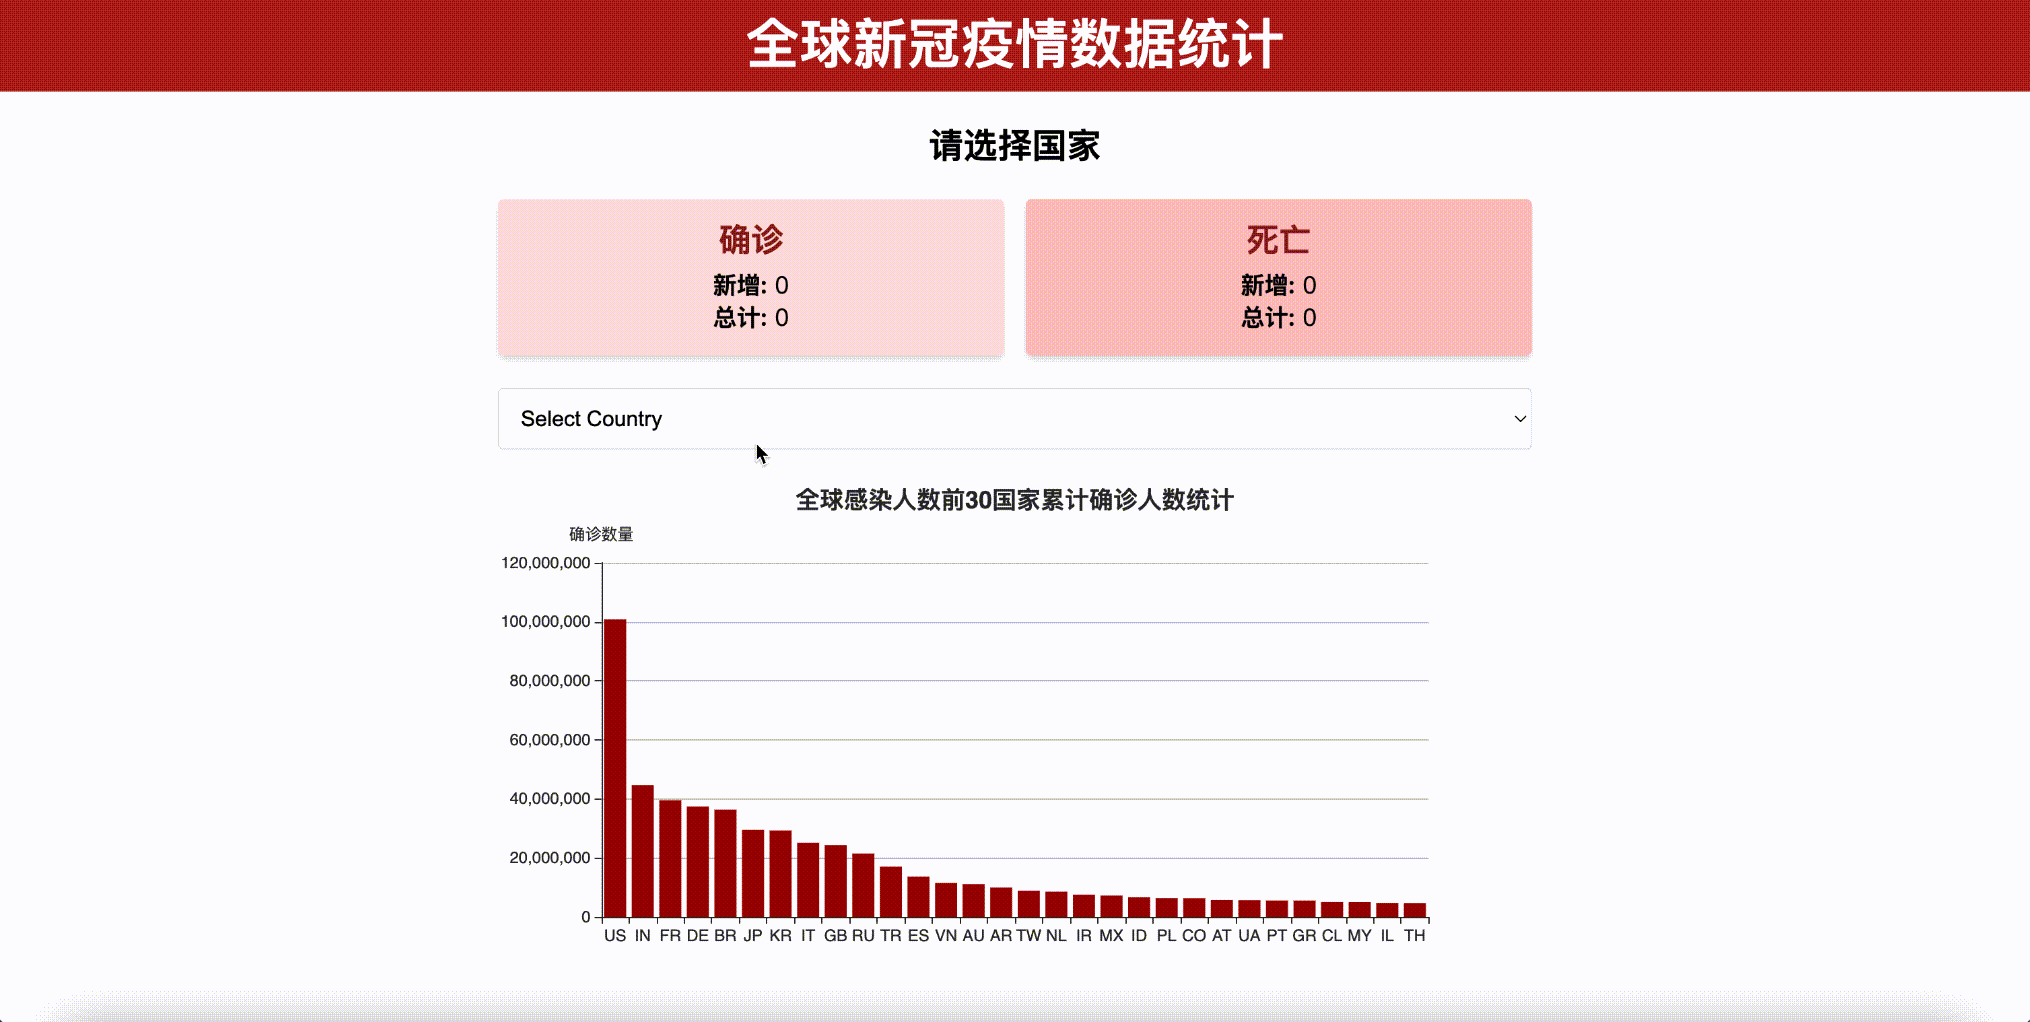 全球新冠疫情数据统计
请选择国家
确诊
新增: 0
总计: 0
死亡
新增: 0
总计: 0
Select Country
全球感染人数前30国家累计确诊人数统计
确诊数量
120,000,000
100,000,000
80,000,000
60,000,000
40,000,000
20,000,000
0
US IN FR DE BR JP KR IT GB RU TR ES VN AU AR TW NL IR MX ID PL CO AT UA PT GR CL MY IL TH